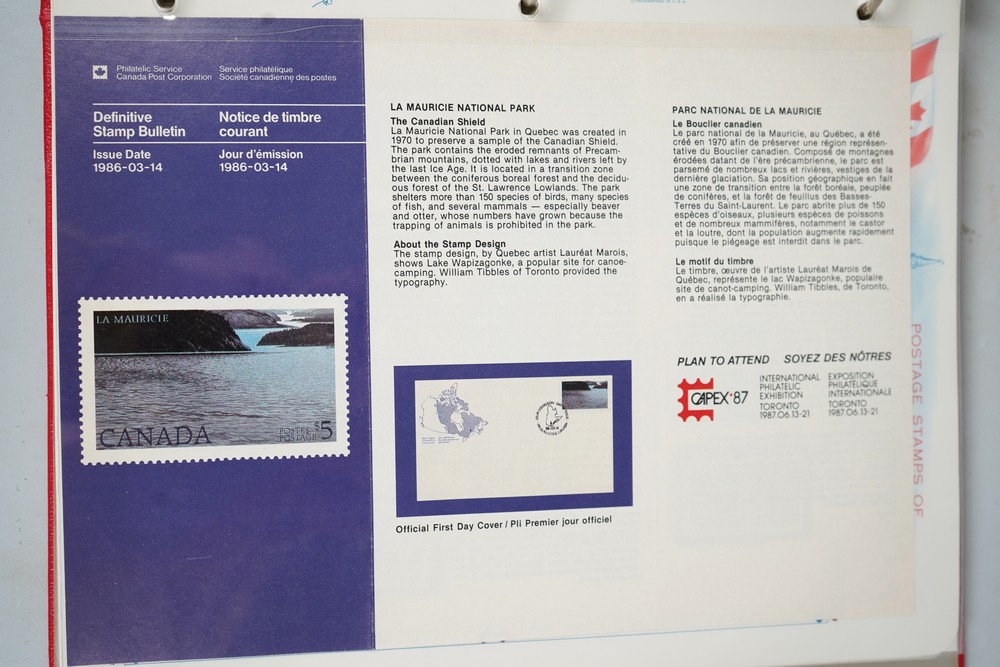 Philatelic Service
Canada Post Corporation
Service philatélique
Société canadienne des postes
Definitive
Stamp Bulletin
Notice de timbre
courant
Issue Date
1986-03-14
Jour d'émission
1986-03-14
LA MAURICIE
CANADA
POSTES
POSTAGE
$5
LA MAURICIE NATIONAL PARK
The Canadian Shield
La Mauricie National Park in Quebec was created in
1970 to preserve a sample of the Canadian Shield.
The park contains the eroded remnants of Precam-
brian mountains, dotted with lakes and rivers left by
the last Ice Age. It is located in a transition zone
between the coniferous boreal forest and the decidu-
ous forest of the St. Lawrence Lowlands. The park
shelters more than 150 species of birds, many species
of fish, and several mammals — especially beaver
and otter, whose numbers have grown because the
trapping of animals is prohibited in the park.
About the Stamp Design
The stamp design, by Quebec artist Lauréat Marois,
shows Lake Wapizagonke, a popular site for canoe-
camping. William Tibbles of Toronto provided the
typography.
Official First Day Cover / Pli Premier jour officiel
PARC NATIONAL DE LA MAURICIE
Le Bouclier canadien
Le parc national de la Mauricie, au Québec, a été
créé en 1970 afin de préserver une région représen-
tative du Bouclier canadien. Composé de montagnes
érodées datant de l'ère précambrienne, le parc est
parsemé de nombreux lacs et rivières, vestiges de la
dernière glaciation. Sa position géographique en fait
une zone de transition entre la forêt boréale, peuplée
de conifères, et la forêt de feuillus des Basses-
Terres du Saint-Laurent. Le parc abrite plus de 150
espèces d'oiseaux, plusieurs espèces de poissons
et de nombreux mammifères, notamment le castor
et la loutre, dont la population augmente rapidement
puisque le piégeage est interdit dans le parc.
Le motif du timbre
Le timbre, œuvre de l'artiste Lauréat Marois de
Québec, représente le lac Wapizagonke, populaire
site de canot-camping. William Tibbles, de Toronto,
en a réalisé la typographie.
PLAN TO ATTEND SOYEZ DES NÔTRES
CAPEX 87
INTERNATIONAL
PHILATELIC
EXHIBITION
TORONTO
1987.06.13-21
EXPOSITION
PHILATÉLIQUE
INTERNATIONALE
TORONTO
1987.06.13-21
POSTAGE STAMPS OF